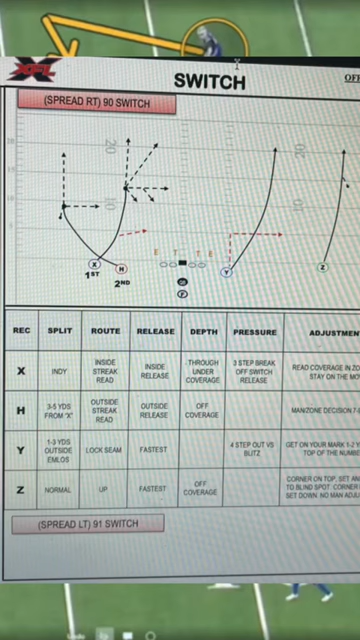 XFL
SWITCH
OFF
(SPREAD RT) 90 SWITCH
20
20
10
10
E T T E
X
H
Y
Z
F
1ST
2ND
REC SPLIT ROUTE RELEASE DEPTH PRESSURE ADJUSTMEN
X INDY INSIDE STREAK READ INSIDE RELEASE THROUGH UNDER COVERAGE 3 STEP BREAK OFF SWITCH RELEASE READ COVERAGE IN ZO
STAY ON THE MO
H 3-5 YDS FROM "X" OUTSIDE STREAK READ OUTSIDE RELEASE OFF COVERAGE MAN/ZONE DECISION 7-
Y 1-3 YDS OUTSIDE EMLOS LOCK SEAM FASTEST 4 STEP OUT VS BLITZ GET ON YOUR MARK 1-2 Y
TOP OF THE NUMBE
Z NORMAL UP FASTEST OFF COVERAGE CORNER ON TOP, SET AN
TO BLIND SPOT. CORNER
SET DOWN. NO MAN ADJU
(SPREAD LT) 91 SWITCH